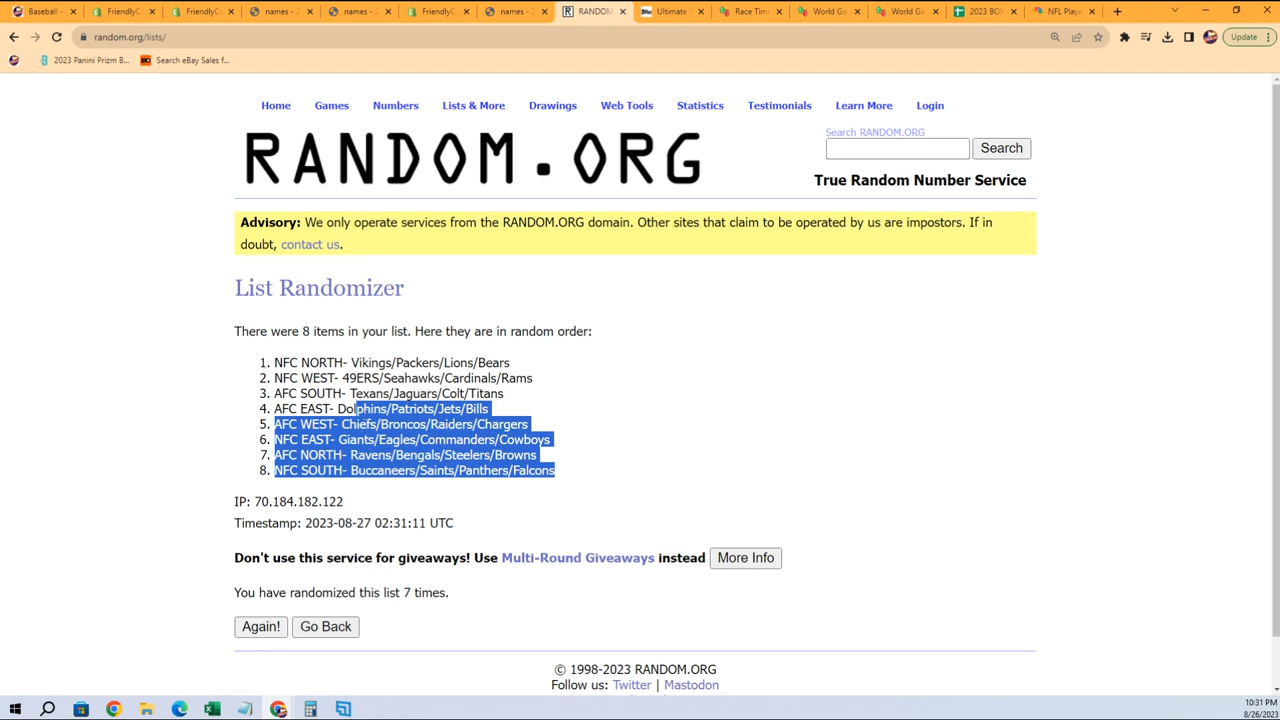 Baseball -
FriendlyC
FriendlyC
names -
names -
FriendlyC
names -
RANDOM
Ultimate
Race Tim
World Ga
World Ga
2023 BO
NFL Playe
random.org/lists/
Update
2023 Panini Prizm B...
Search eBay Sales f...
Home Games Numbers Lists & More Drawings Web Tools Statistics Testimonials Learn More Login
RANDOM.ORG
Search RANDOM.ORG
Search
True Random Number Service
Advisory: We only operate services from the RANDOM.ORG domain. Other sites that claim to be operated by us are impostors. If in
doubt, contact us.
List Randomizer
There were 8 items in your list. Here they are in random order:
1. NFC NORTH- Vikings/Packers/Lions/Bears
2. NFC WEST- 49ERS/Seahawks/Cardinals/Rams
3. AFC SOUTH- Texans/Jaguars/Colt/Titans
4. AFC EAST- Dolphins/Patriots/Jets/Bills
5. AFC WEST- Chiefs/Broncos/Raiders/Chargers
6. NFC EAST- Giants/Eagles/Commanders/Cowboys
7. AFC NORTH- Ravens/Bengals/Steelers/Browns
8. NFC SOUTH- Buccaneers/Saints/Panthers/Falcons
IP: 70.184.182.122
Timestamp: 2023-08-27 02:31:11 UTC
Don't use this service for giveaways! Use Multi-Round Giveaways instead More Info
You have randomized this list 7 times.
Again! Go Back
© 1998-2023 RANDOM.ORG
Follow us: Twitter | Mastodon
10:31 PM
8/26/2023